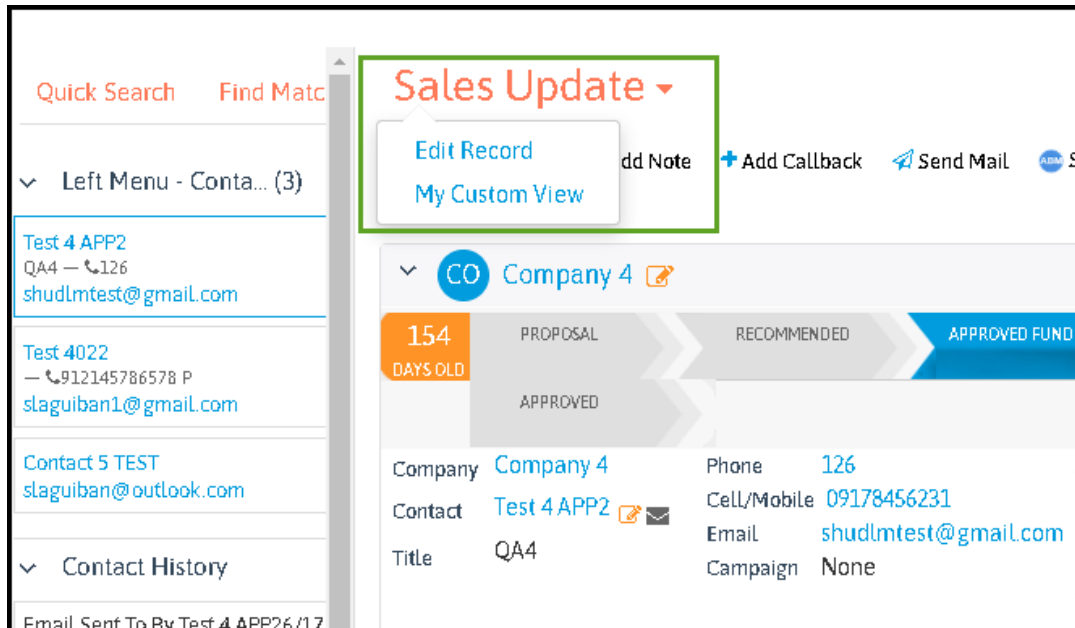 Quick Search Find Matc
Left Menu - Conta... (3)
Test 4 APP2
QA4 — 126
shudlmtest@gmail.com
Test 4022
— 912145786578 P
slaguiban1@gmail.com
Contact 5 TEST
slaguiban@outlook.com
Contact History
Email Sent To By Test 4 APP26/17
Sales Update
Edit Record
My Custom View
dd Note Add Callback Send Mail ABM S
CO Company 4
154
DAYS OLD
PROPOSAL RECOMMENDED APPROVED FUND
APPROVED
Company Company 4
Contact Test 4 APP2
Title QA4
Phone 126
Cell/Mobile 09178456231
Email shudlmtest@gmail.com
Campaign None